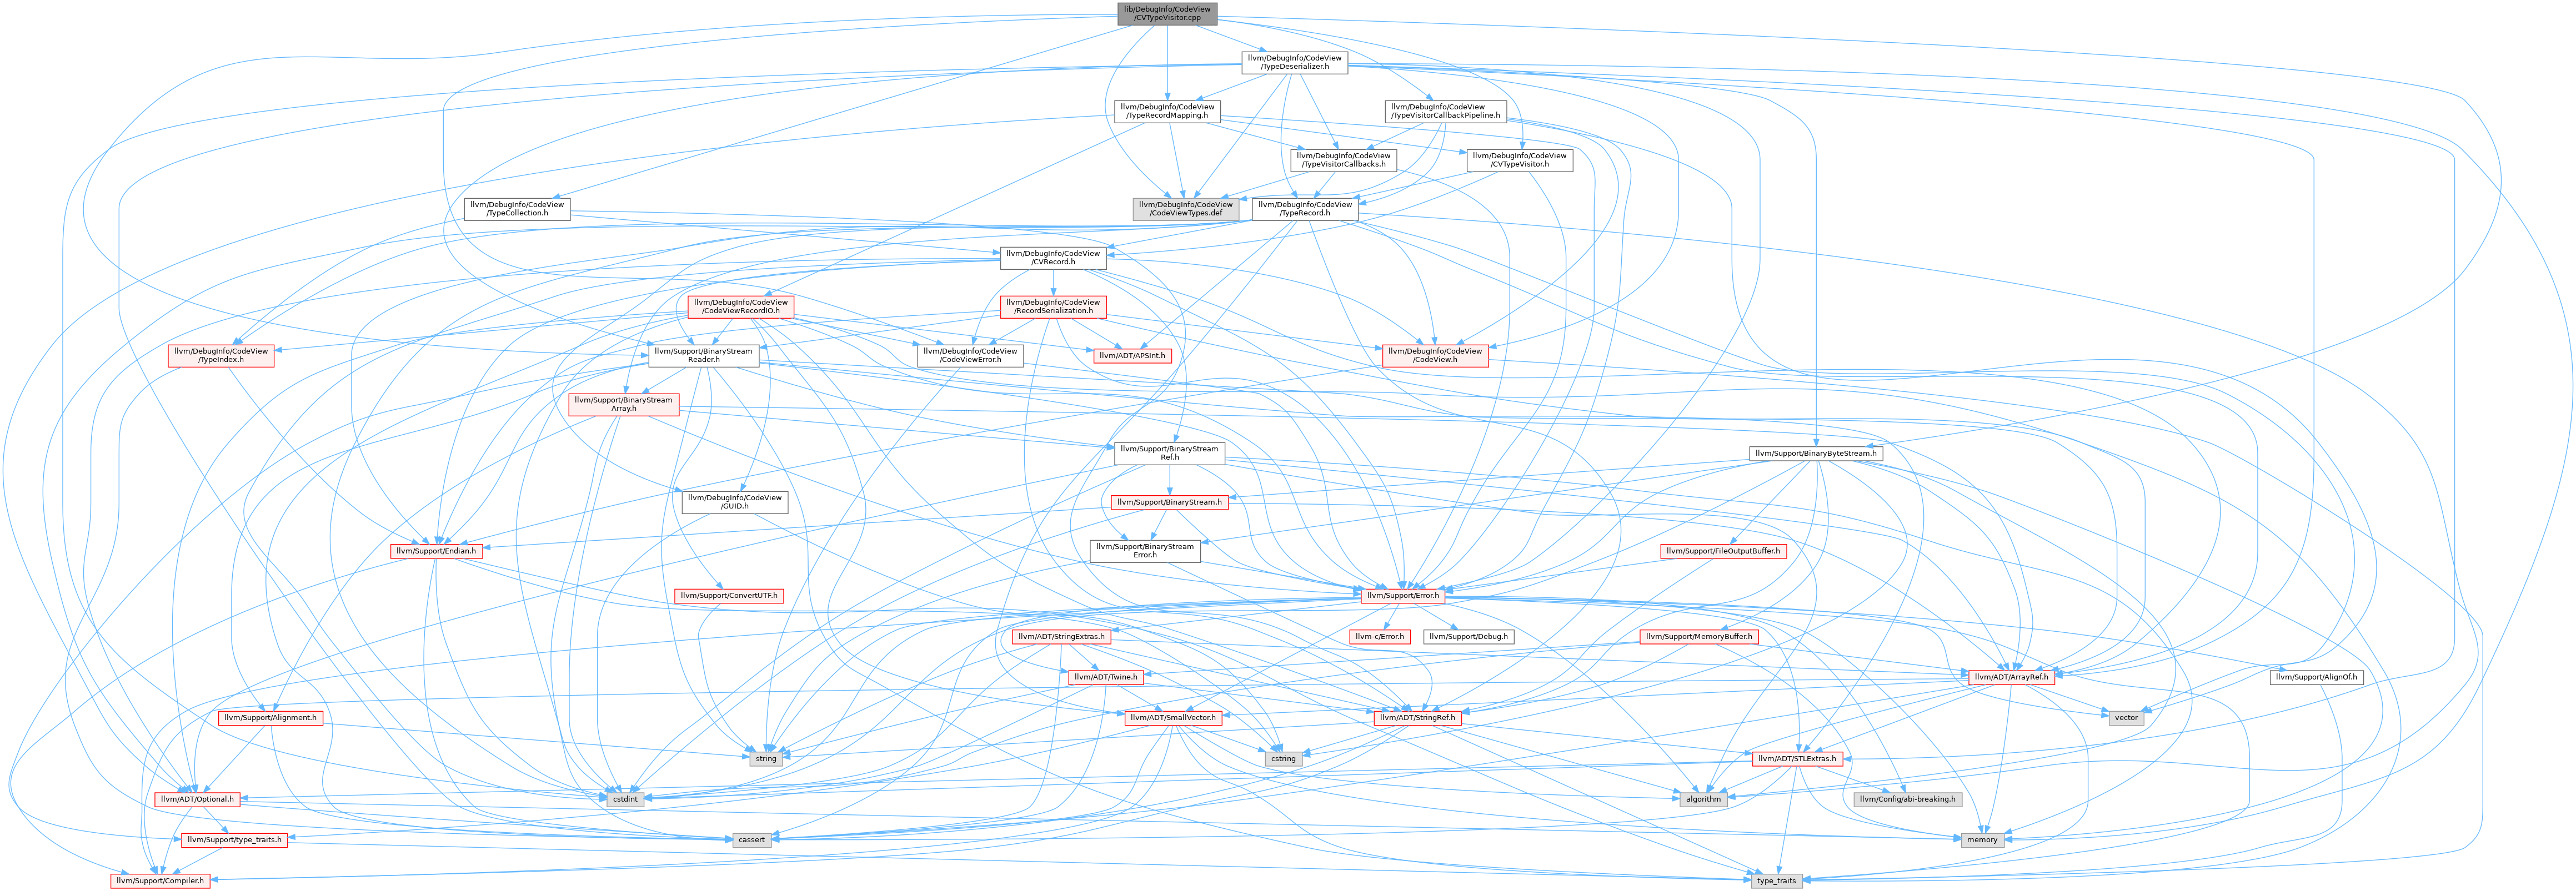 lib/DebugInfo/CodeView
/CVTypeVisitor.cpp
llvm/DebugInfo/CodeView
/TypeDeserializer.h
llvm/DebugInfo/CodeView
/TypeRecordMapping.h
llvm/DebugInfo/CodeView
/TypeVisitorCallbackPipeline.h
llvm/DebugInfo/CodeView
/TypeVisitorCallbacks.h
llvm/DebugInfo/CodeView
/CVTypeVisitor.h
llvm/DebugInfo/CodeView
/TypeCollection.h
llvm/DebugInfo/CodeView
/CodeViewTypes.def
llvm/DebugInfo/CodeView
/TypeRecord.h
llvm/DebugInfo/CodeView
/CVRecord.h
llvm/DebugInfo/CodeView
/CodeViewRecordIO.h
llvm/DebugInfo/CodeView
/RecordSerialization.h
llvm/DebugInfo/CodeView
/TypeIndex.h
llvm/Support/BinaryStream
Reader.h
llvm/DebugInfo/CodeView
/CodeViewError.h
llvm/ADT/APSInt.h
llvm/DebugInfo/CodeView
/CodeView.h
llvm/Support/BinaryStream
Array.h
llvm/Support/BinaryStream
Ref.h
llvm/Support/BinaryByteStream.h
llvm/DebugInfo/CodeView
/GUID.h
llvm/Support/BinaryStream.h
llvm/Support/Endian.h
llvm/Support/BinaryStream
Error.h
llvm/Support/FileOutputBuffer.h
llvm/Support/ConvertUTF.h
llvm/Support/Error.h
llvm/ADT/StringExtras.h
llvm-c/Error.h
llvm/Support/Debug.h
llvm/Support/MemoryBuffer.h
llvm/ADT/Twine.h
llvm/ADT/ArrayRef.h
llvm/Support/AlignOf.h
llvm/Support/Alignment.h
llvm/ADT/SmallVector.h
llvm/ADT/StringRef.h
vector
string
cstring
llvm/ADT/STLExtras.h
llvm/ADT/Optional.h
cstdint
algorithm
llvm/Config/abi-breaking.h
llvm/Support/type_traits.h
cassert
memory
llvm/Support/Compiler.h
type_traits